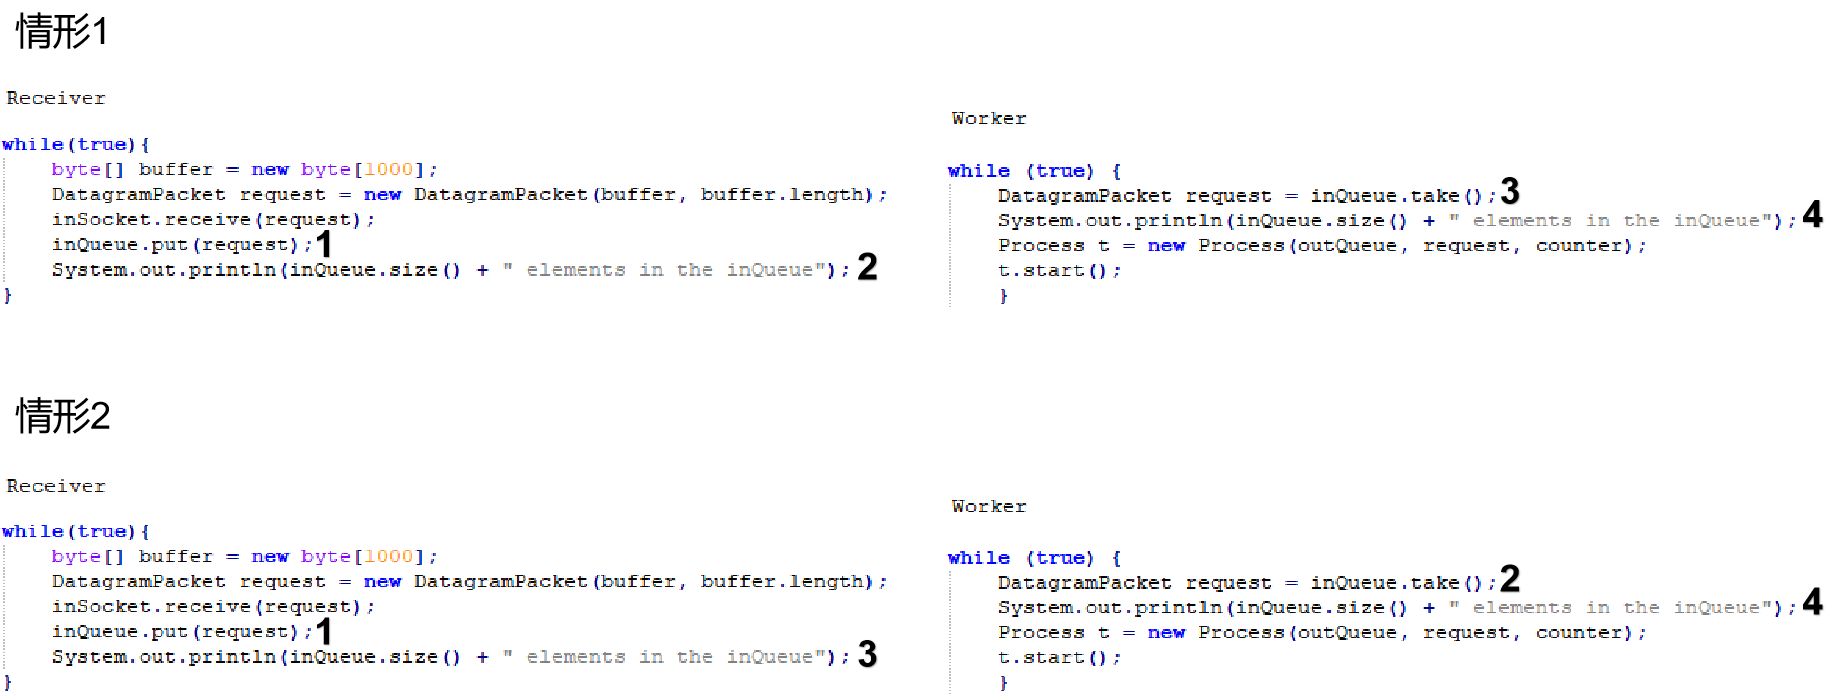 情形1
Receiver
while(true){
byte[] buffer = new byte[1000];
DatagramPacket request = new DatagramPacket(buffer, buffer.length);
inSocket.receive(request);
inQueue.put(request);1
System.out.println(inQueue.size() + " elements in the inQueue"); 2
}
Worker
while (true) {
DatagramPacket request = inQueue.take();3
System.out.println(inQueue.size() + " elements in the inQueue");4
Process t = new Process(outQueue, request, counter);
t.start();
}
情形2
Receiver
while(true){
byte[] buffer = new byte[1000];
DatagramPacket request = new DatagramPacket(buffer, buffer.length);
inSocket.receive(request);
inQueue.put(request);1
System.out.println(inQueue.size() + " elements in the inQueue"); 3
}
Worker
while (true) {
DatagramPacket request = inQueue.take();2
System.out.println(inQueue.size() + " elements in the inQueue");4
Process t = new Process(outQueue, request, counter);
t.start();
}